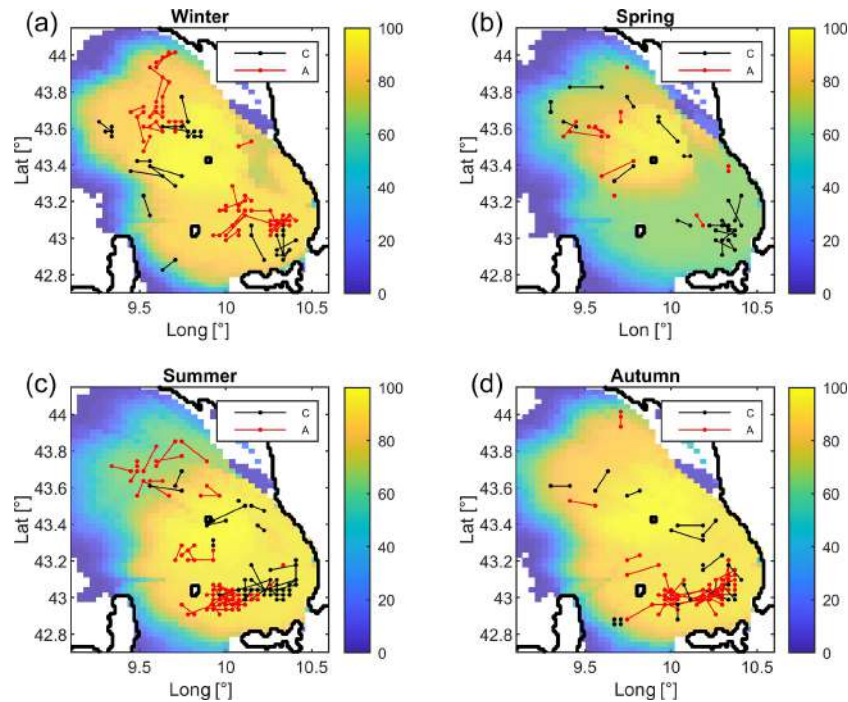 (a) Winter
C
A
44
43.8
43.6
43.4
43.2
43
42.8
Lat [°]
9.5 10 10.5
Long [°]
100
80
60
40
20
0
(b) Spring
C
A
44
43.8
43.6
43.4
43.2
43
42.8
Lat [°]
9.5 10 10.5
Lon [°]
100
80
60
40
20
0
(c) Summer
C
A
44
43.8
43.6
43.4
43.2
43
42.8
Lat [°]
9.5 10 10.5
Long [°]
100
80
60
40
20
0
(d) Autumn
C
A
44
43.8
43.6
43.4
43.2
43
42.8
Lat [°]
9.5 10 10.5
Long [°]
100
80
60
40
20
0